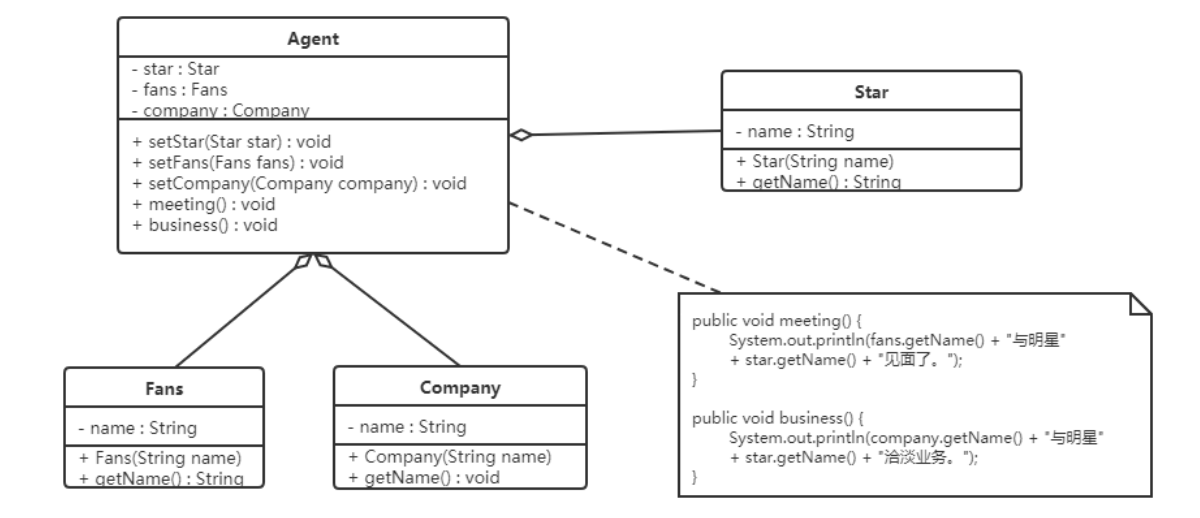 Agent
- star : Star
- fans : Fans
- company : Company
+ setStar(Star star) : void
+ setFans(Fans fans) : void
+ setCompany(Company company) : void
+ meeting() : void
+ business() : void
Star
- name : String
+ Star(String name)
+ getName() : String
Fans
- name : String
+ Fans(String name)
+ getName() : String
Company
- name : String
+ Company(String name)
+ getName() : void
public void meeting() {
System.out.println(fans.getName() + "与明星"
+ star.getName() + "见面了。");
}
public void business() {
System.out.println(company.getName() + "与明星"
+ star.getName() + "洽淡业务。");
}